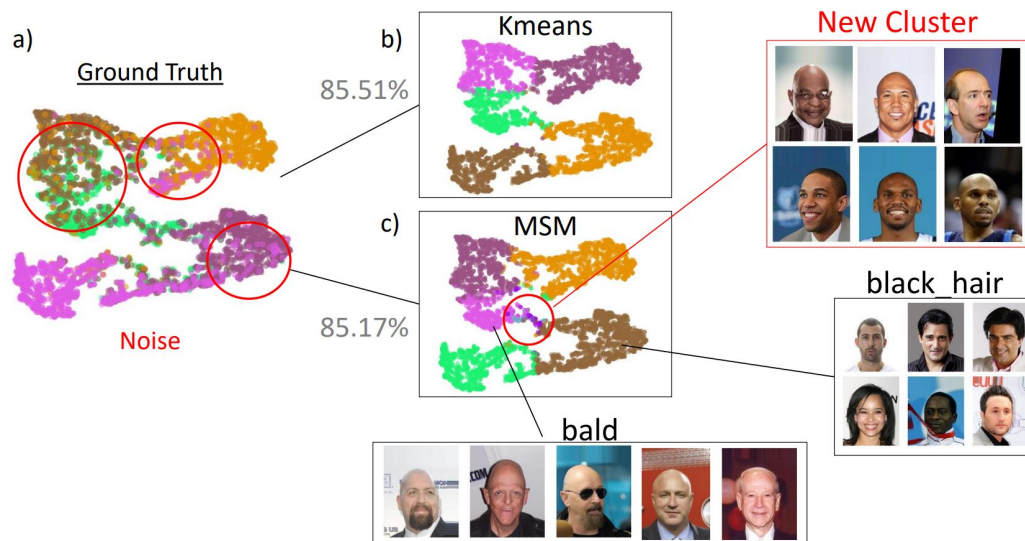 a)
Ground Truth
Noise
b)
Kmeans
85.51%
c)
MSM
85.17%
New Cluster
black_hair
bald